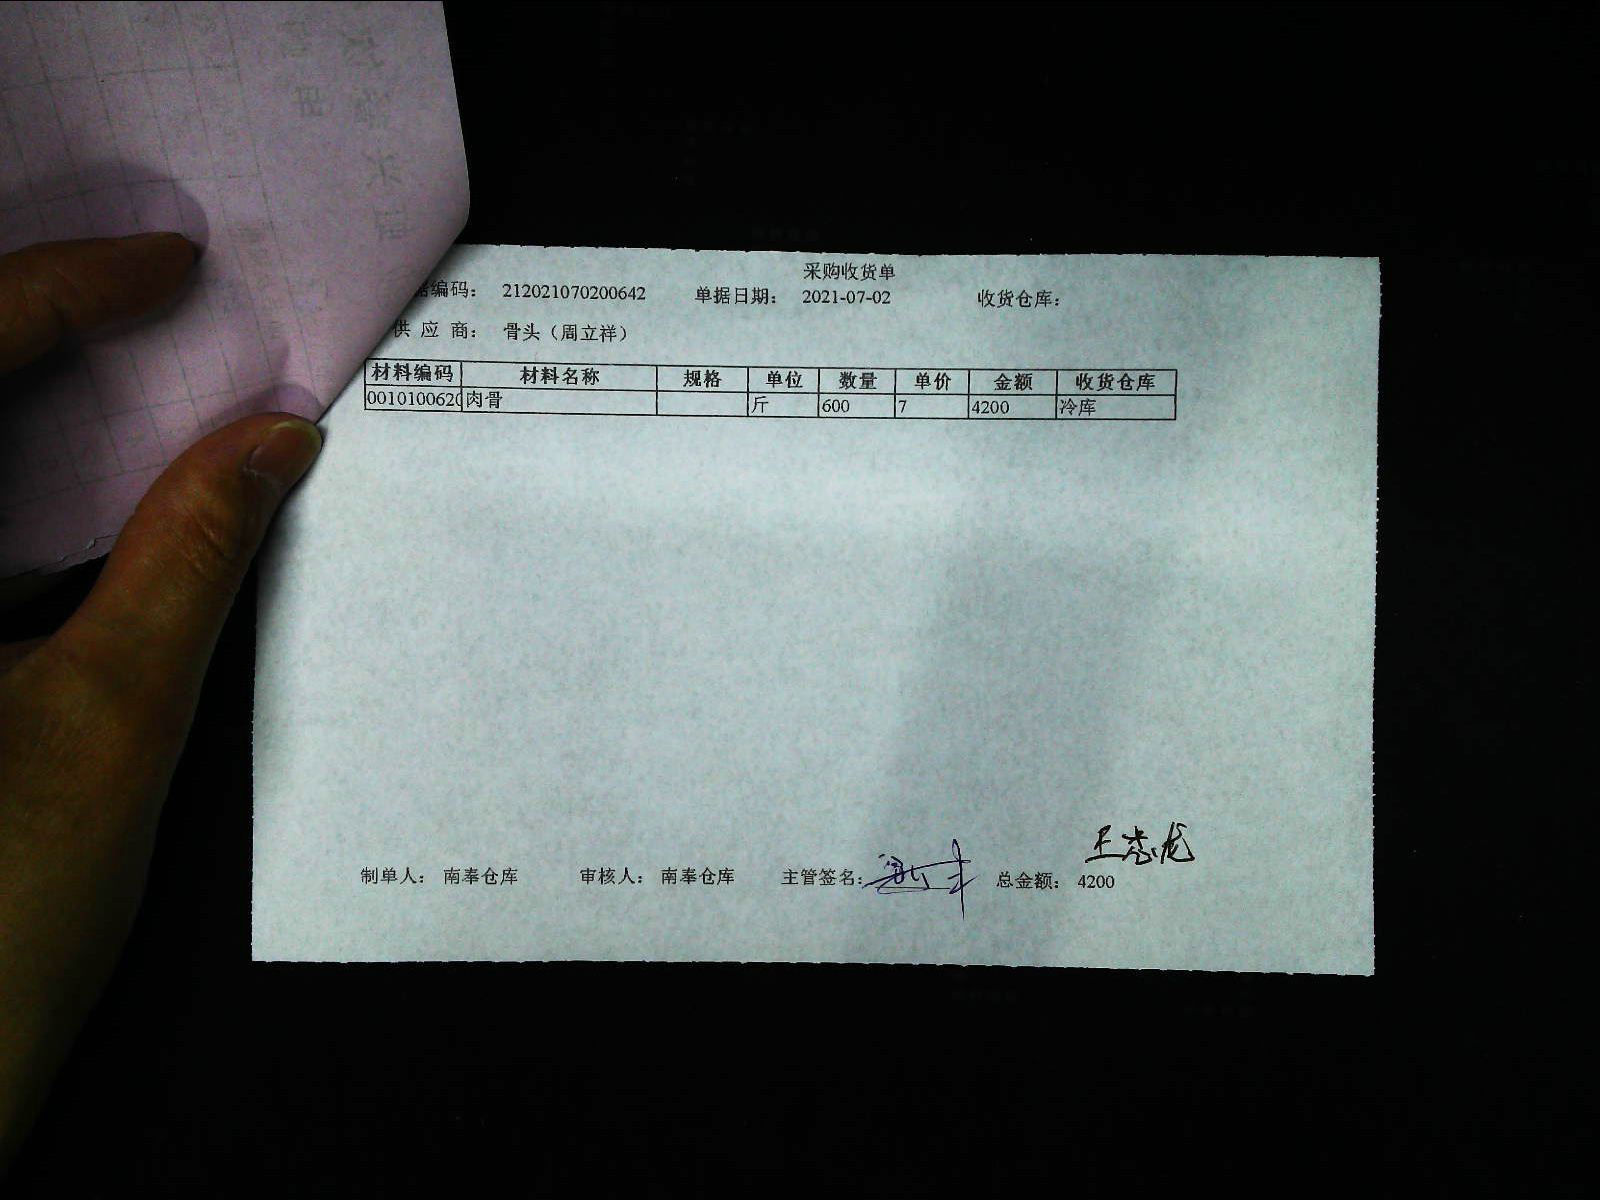 采购收货单
据编码： 212021070200642 单据日期： 2021-07-02 收货仓库：
供 应 商： 骨头（周立祥）
材料编码 材料名称 规格 单位 数量 单价 金额 收货仓库
0010100620 肉骨 斤 600 7 4200 冷库
王忠龙
制单人： 南奉仓库 审核人： 南奉仓库 主管签名： 总金额： 4200